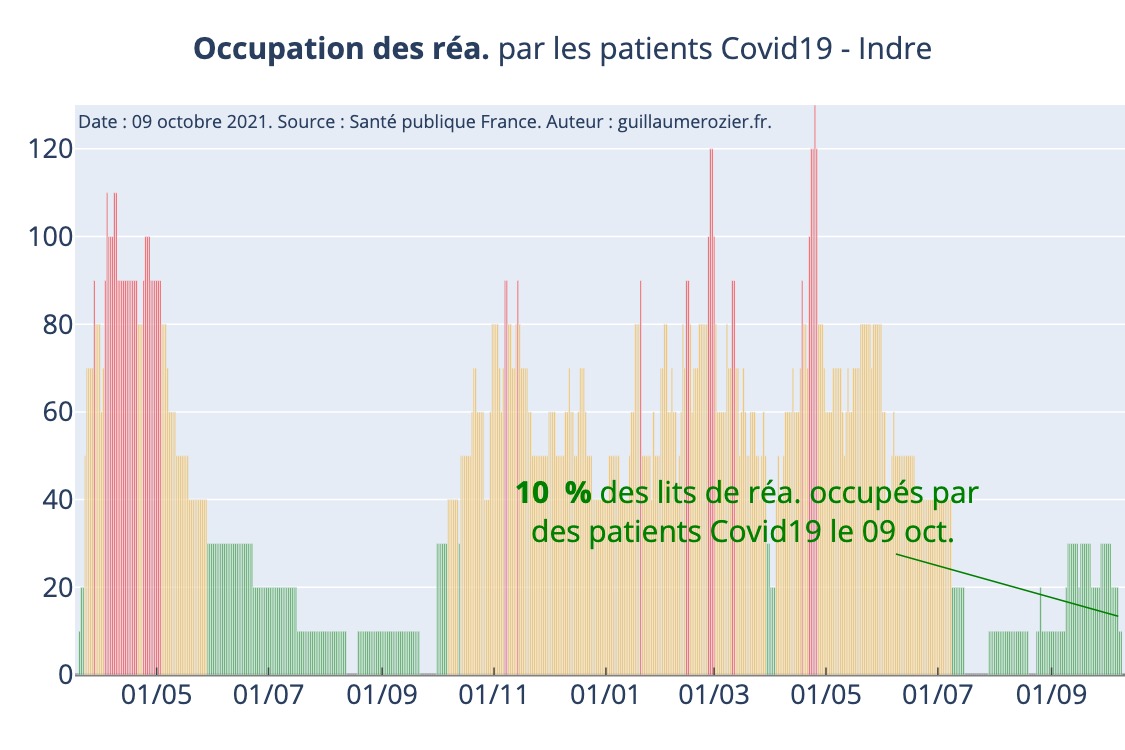 Occupation des réa. par les patients Covid19 - Indre
Date : 09 octobre 2021. Source : Santé publique France. Auteur : guillaumerozier.fr.
120
100
80
60
40
20
0
10  % des lits de réa. occupés par
des patients Covid19 le 09 oct.
01/05 01/07 01/09 01/11 01/01 01/03 01/05 01/07 01/09